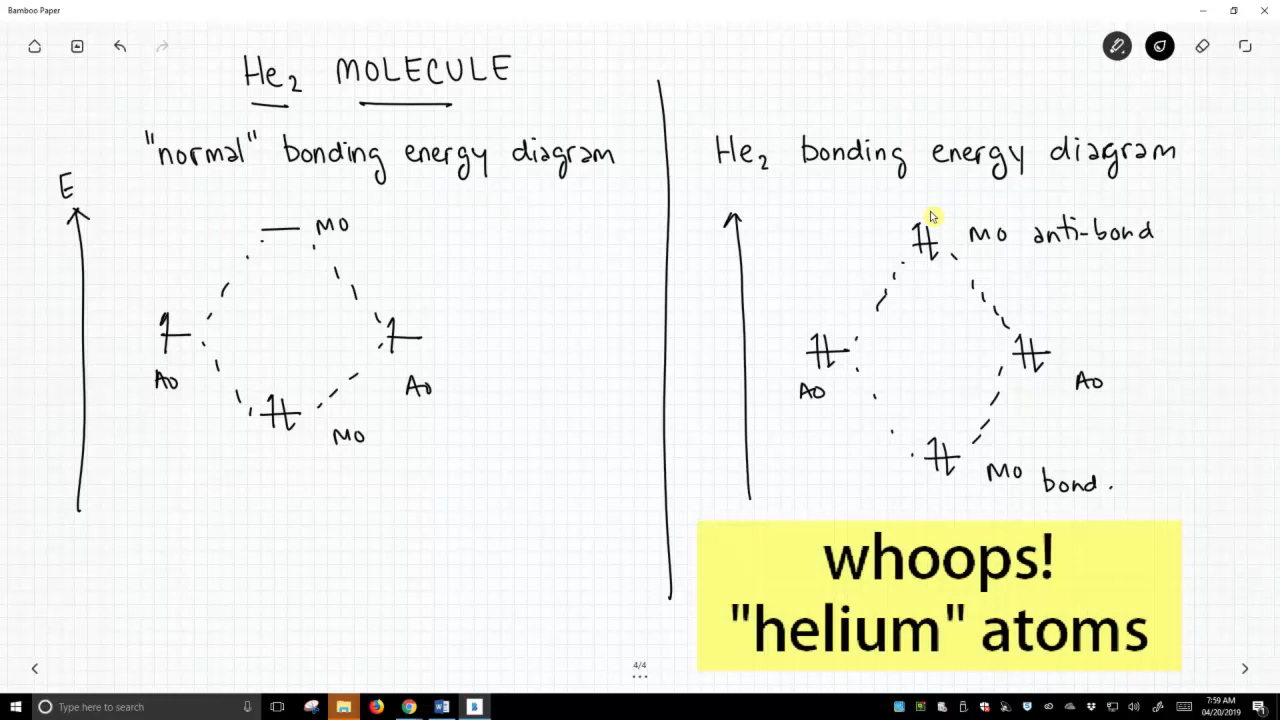 Bamboo Paper
He2 MOLECULE
"normal" bonding energy diagram
E
MO
AO
AO
MO
He2 bonding energy diagram
MO anti-bond
AO
AO
MO bond.
whoops!
"helium" atoms
4/4
Type here to search
7:59 AM
04/20/2019